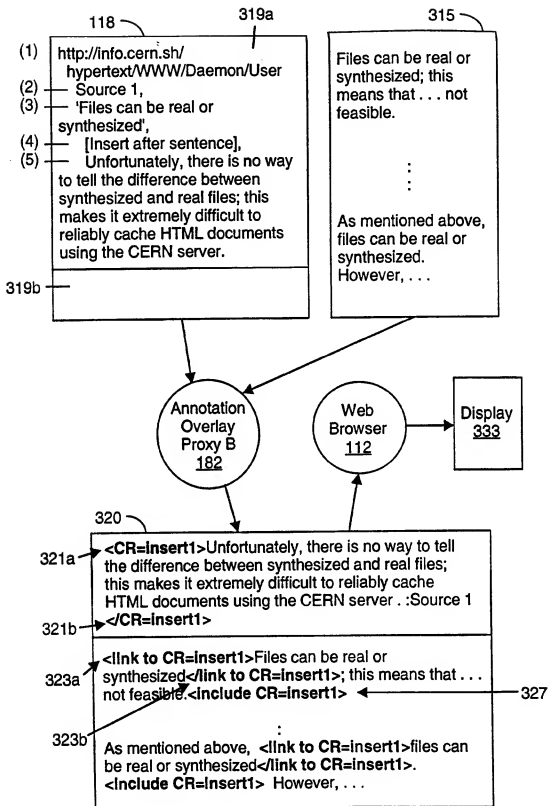 118
319a
315
(1) http://info.cern.sh/
hypertext/WWW/Daemon/User
(2) Source 1,
(3) 'Files can be real or
synthesized',
(4) [Insert after sentence],
(5) Unfortunately, there is no way
to tell the difference between
synthesized and real files; this
makes it extremely difficult to
reliably cache HTML documents
using the CERN server.
319b
Files can be real or
synthesized; this
means that . . . not
feasible.
As mentioned above,
files can be real or
synthesized.
However, . . .
Annotation
Overlay
Proxy B
182
Web
Browser
112
Display
333
320
321a
<CR=insert1>Unfortunately, there is no way to tell
the difference between synthesized and real files;
this makes it extremely difficult to reliably cache
HTML documents using the CERN server . :Source 1
321b
</CR=insert1>
323a
<link to CR=insert1>Files can be real or
synthesized</link to CR=insert1>; this means that . . .
not feasible.<include CR=insert1>
327
323b
As mentioned above, <link to CR=insert1>files can
be real or synthesized</link to CR=insert1>.
<include CR=insert1> However, . . .